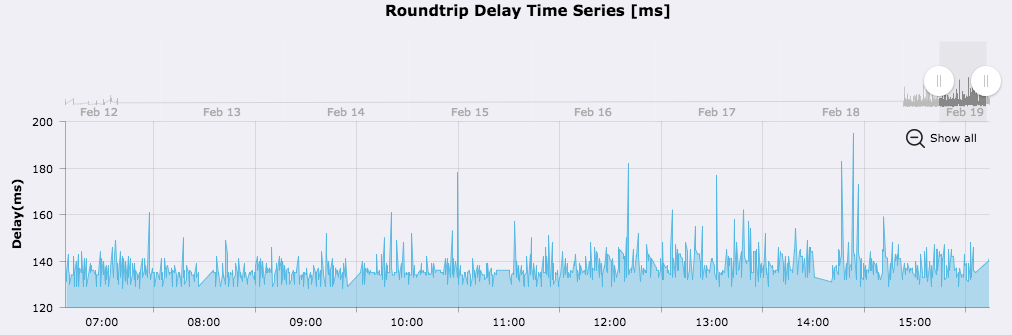 Roundtrip Delay Time Series [ms]
Feb 12 Feb 13 Feb 14 Feb 15 Feb 16 Feb 17 Feb 18 Feb 19
Show all
Delay(ms)
200
180
160
140
120
07:00 08:00 09:00 10:00 11:00 12:00 13:00 14:00 15:00